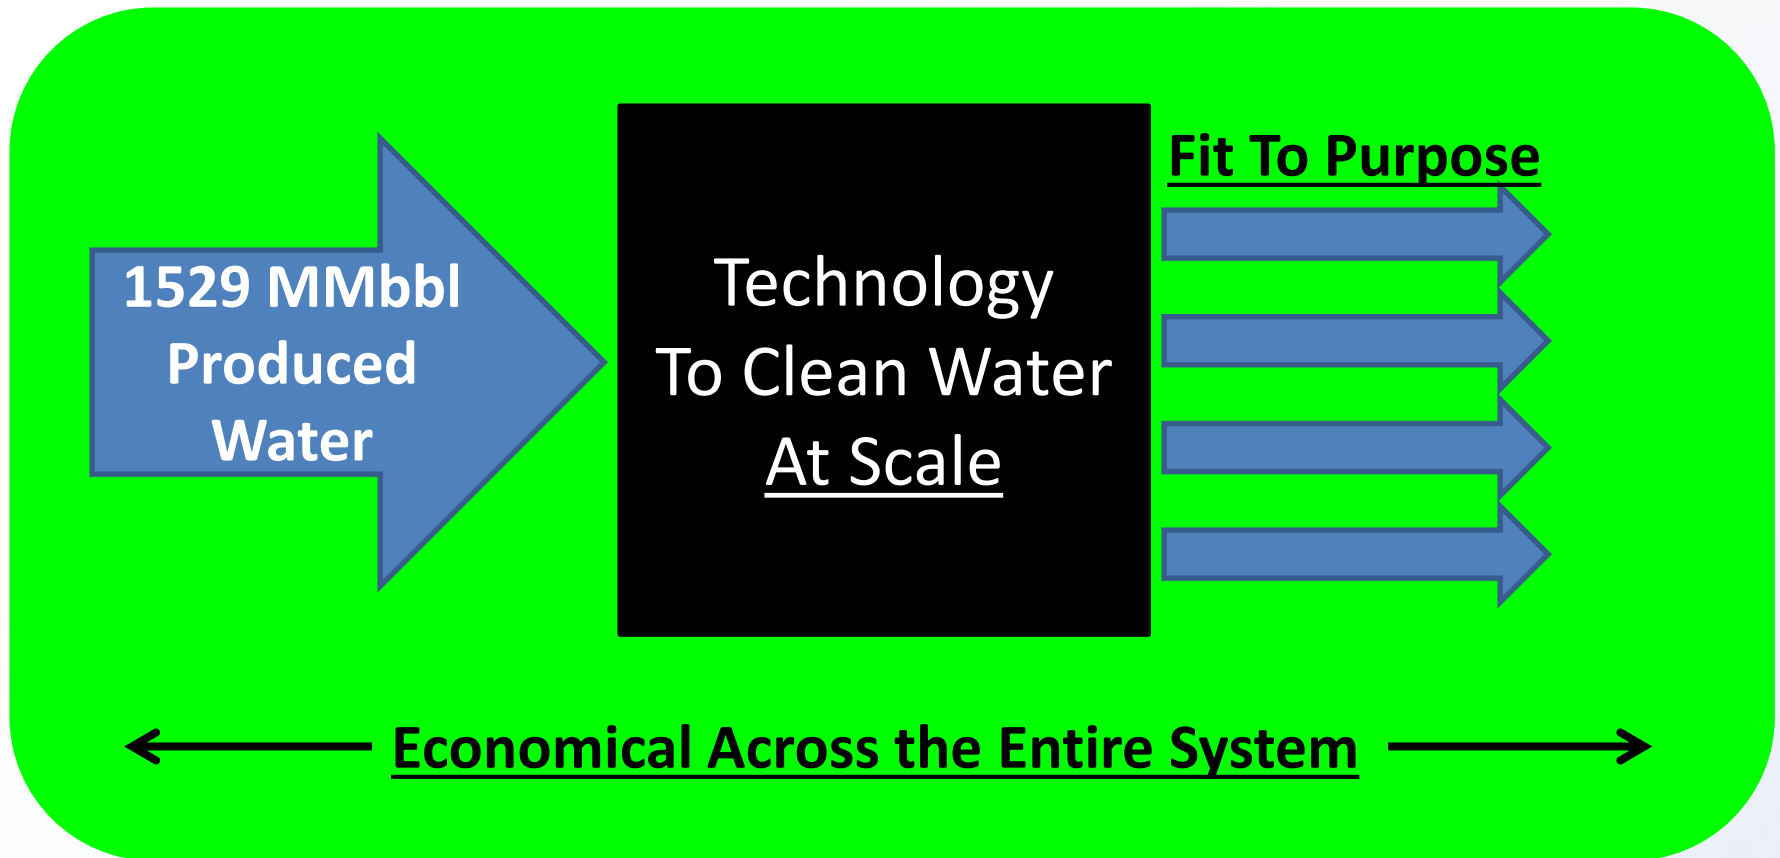 1529 MMbbl
Produced
Water
Technology
To Clean Water
At Scale
Fit To Purpose
Economical Across the Entire System